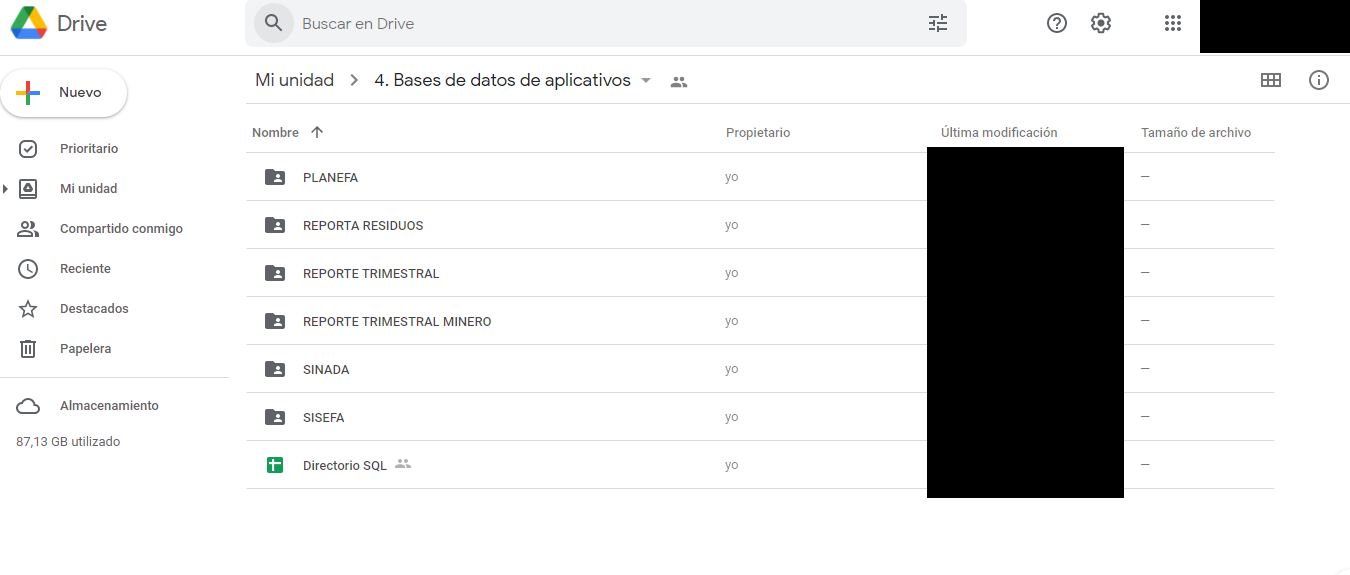 Drive
Buscar en Drive
Nuevo
Mi unidad > 4. Bases de datos de aplicativos
Prioritario
Mi unidad
Compartido conmigo
Reciente
Destacados
Papelera
Almacenamiento
87,13 GB utilizado
Nombre Propietario Última modificación Tamaño de archivo
PLANEFA yo —
REPORTA RESIDUOS yo —
REPORTE TRIMESTRAL yo —
REPORTE TRIMESTRAL MINERO yo —
SINADA yo —
SISEFA yo —
Directorio SQL yo —